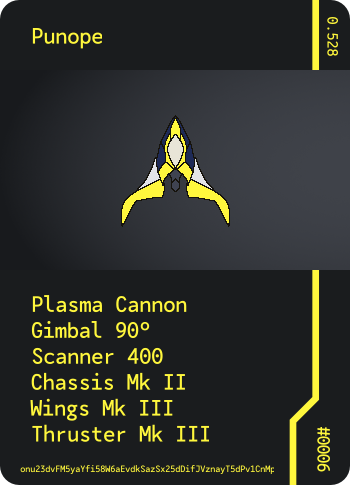 Punope
0.528
Plasma Cannon
Gimbal 90º
Scanner 400
Chassis Mk II
Wings Mk III
Thruster Mk III
#0006
onu23dvFM5yaYfi58W6aEvdkSazSx25dDifJVznayT5dPv1CnMp